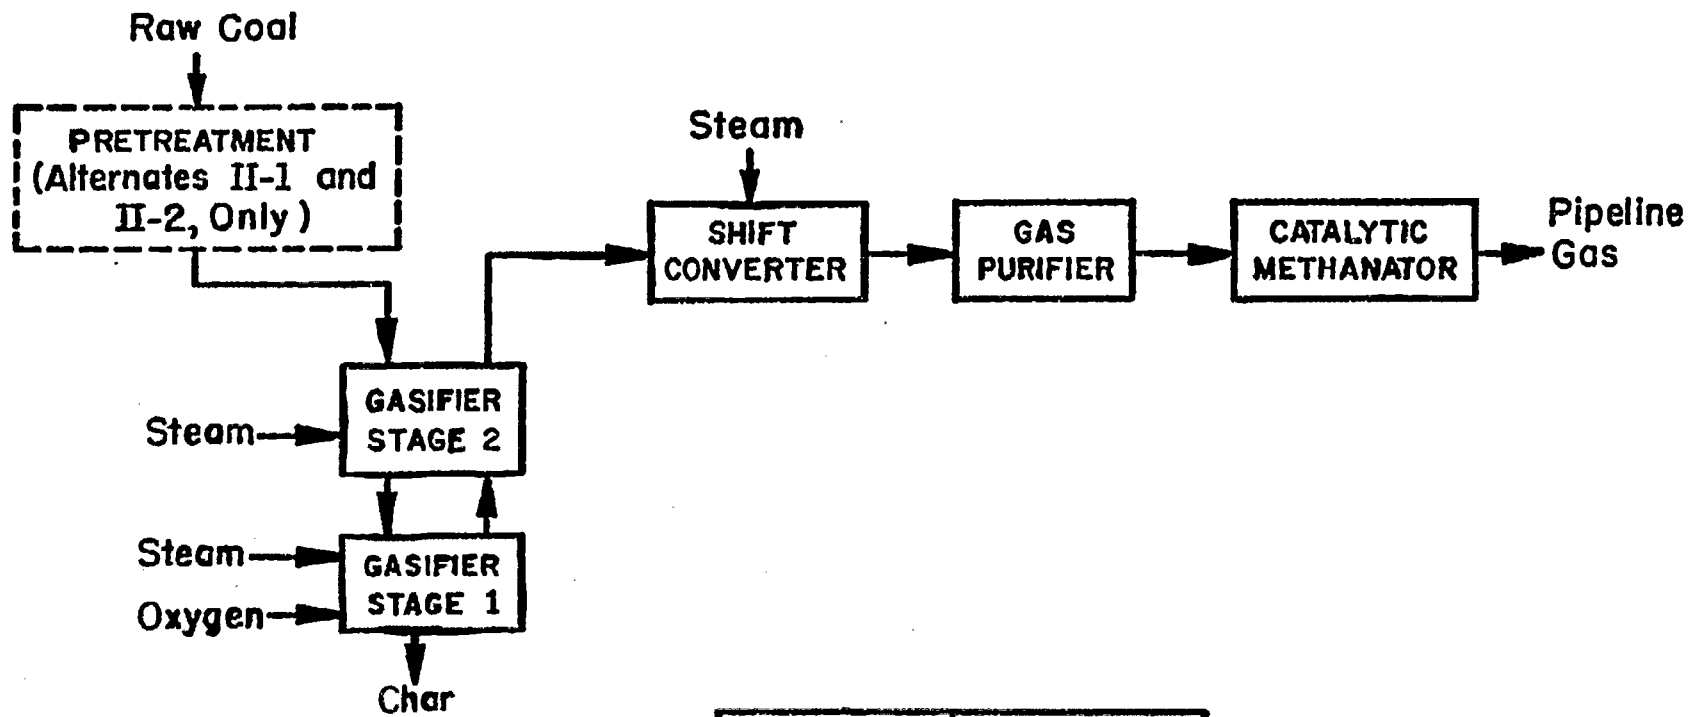 Raw Coal
PRETREATMENT
(Alternates II-1 and
II-2, Only)
Steam
SHIFT
CONVERTER
GAS
PURIFIER
CATALYTIC
METHANATOR
Pipeline
Gas
GASIFIER
STAGE 2
Steam
Steam
Oxygen
GASIFIER
STAGE 1
Char